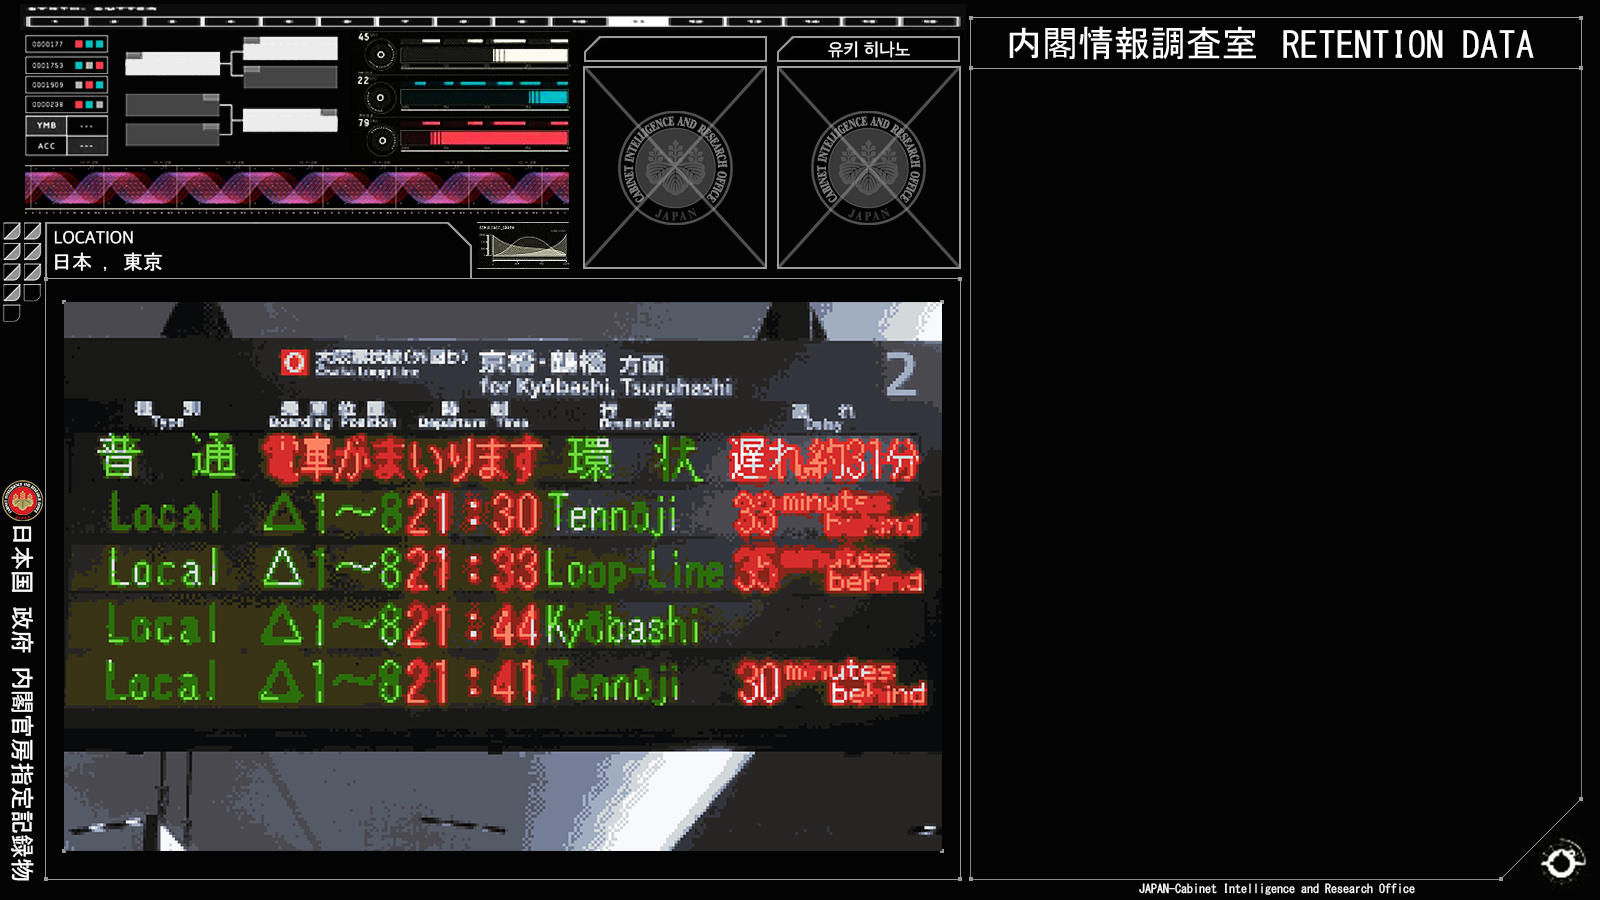 0000177
0001753
0001909
0000238
YMB ---
ACC ---
45
22
79
유키 히나노
CABINET INTELLIGENCE AND RESEARCH OFFICE
JAPAN
CABINET INTELLIGENCE AND RESEARCH OFFICE
JAPAN
内閣情報調査室 RETENTION DATA
LOCATION
日本 , 東京
日本国 政府 内閣官房指定記録物
京橋・鶴橋 方面
for Kyōbashi, Tsuruhashi
2
Type Boarding Position Departure Time Destination Delay
普通 電車がまいります 環状 遅れ約31分
Local △1～8 21:30 Tennōji 33 minutes behind
Local △1～8 21:33 Loop-Line 35 minutes behind
Local △1～8 21:44 Kyōbashi
Local △1～8 21:41 Tennōji 30 minutes behind
JAPAN-Cabinet Intelligence and Research Office